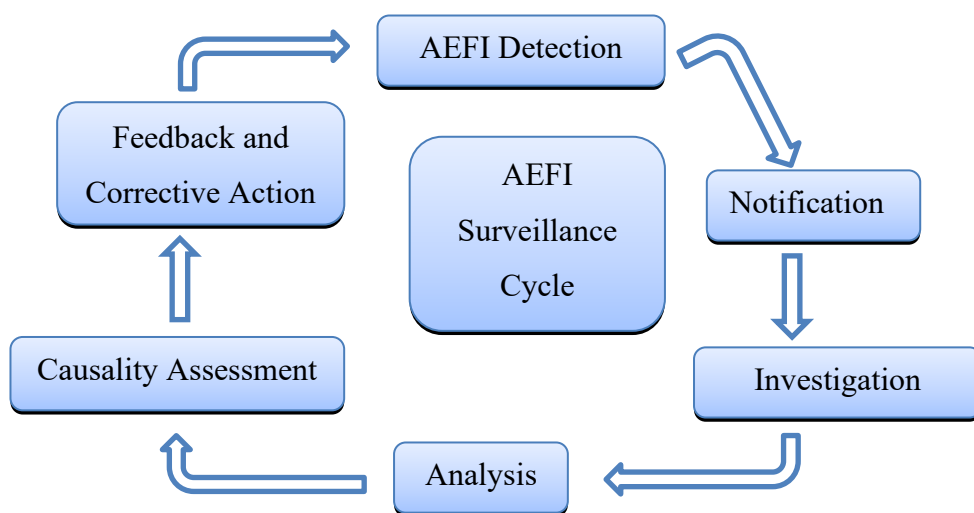 AEFI Detection
Notification
Investigation
Analysis
Causality Assessment
Feedback and
Corrective Action
AEFI
Surveillance
Cycle